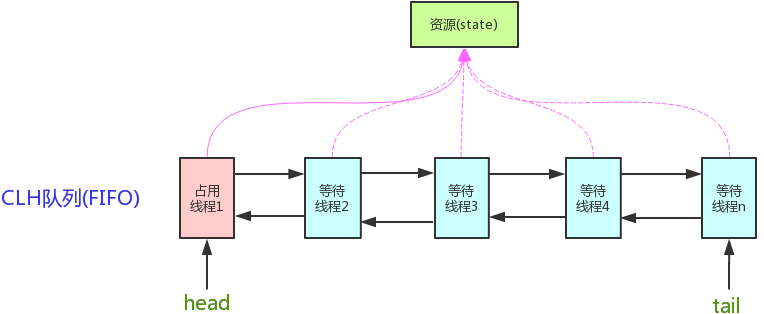 资源(state)
CLH队列(FIFO)
占用
线程1
等待
线程2
等待
线程3
等待
线程4
等待
线程n
head
tail